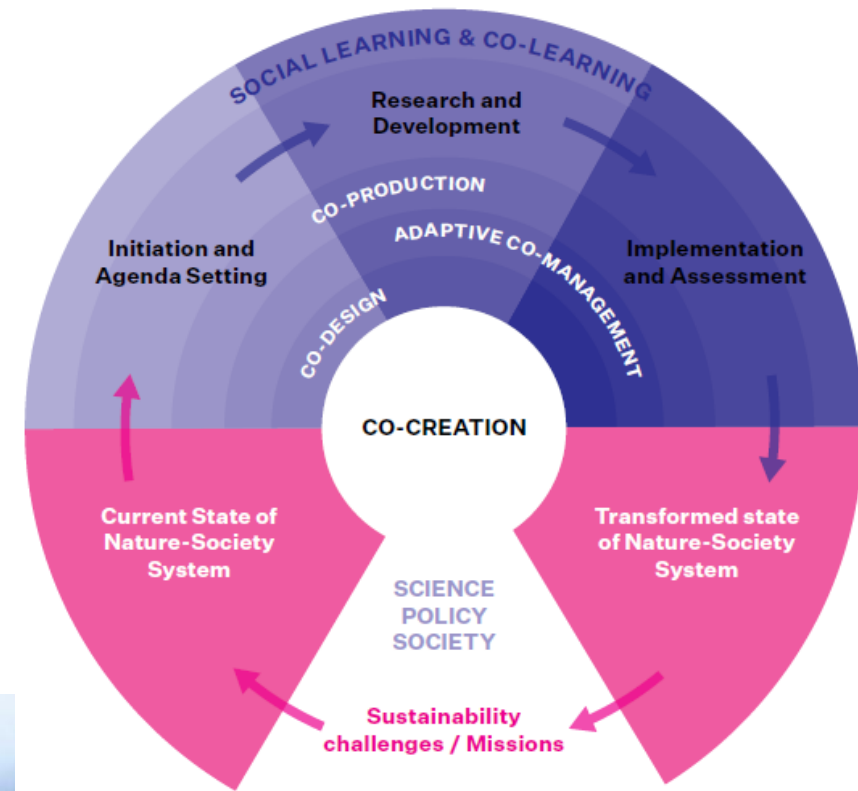 SOCIAL LEARNING & CO-LEARNING
Research and
Development
CO-PRODUCTION
ADAPTIVE CO-MANAGEMENT
Initiation and
Agenda Setting
Implementation
and Assessment
CO-DESIGN
CO-CREATION
Current State of
Nature-Society
System
Transformed state
of Nature-Society
System
SCIENCE
POLICY
SOCIETY
Sustainability
challenges / Missions